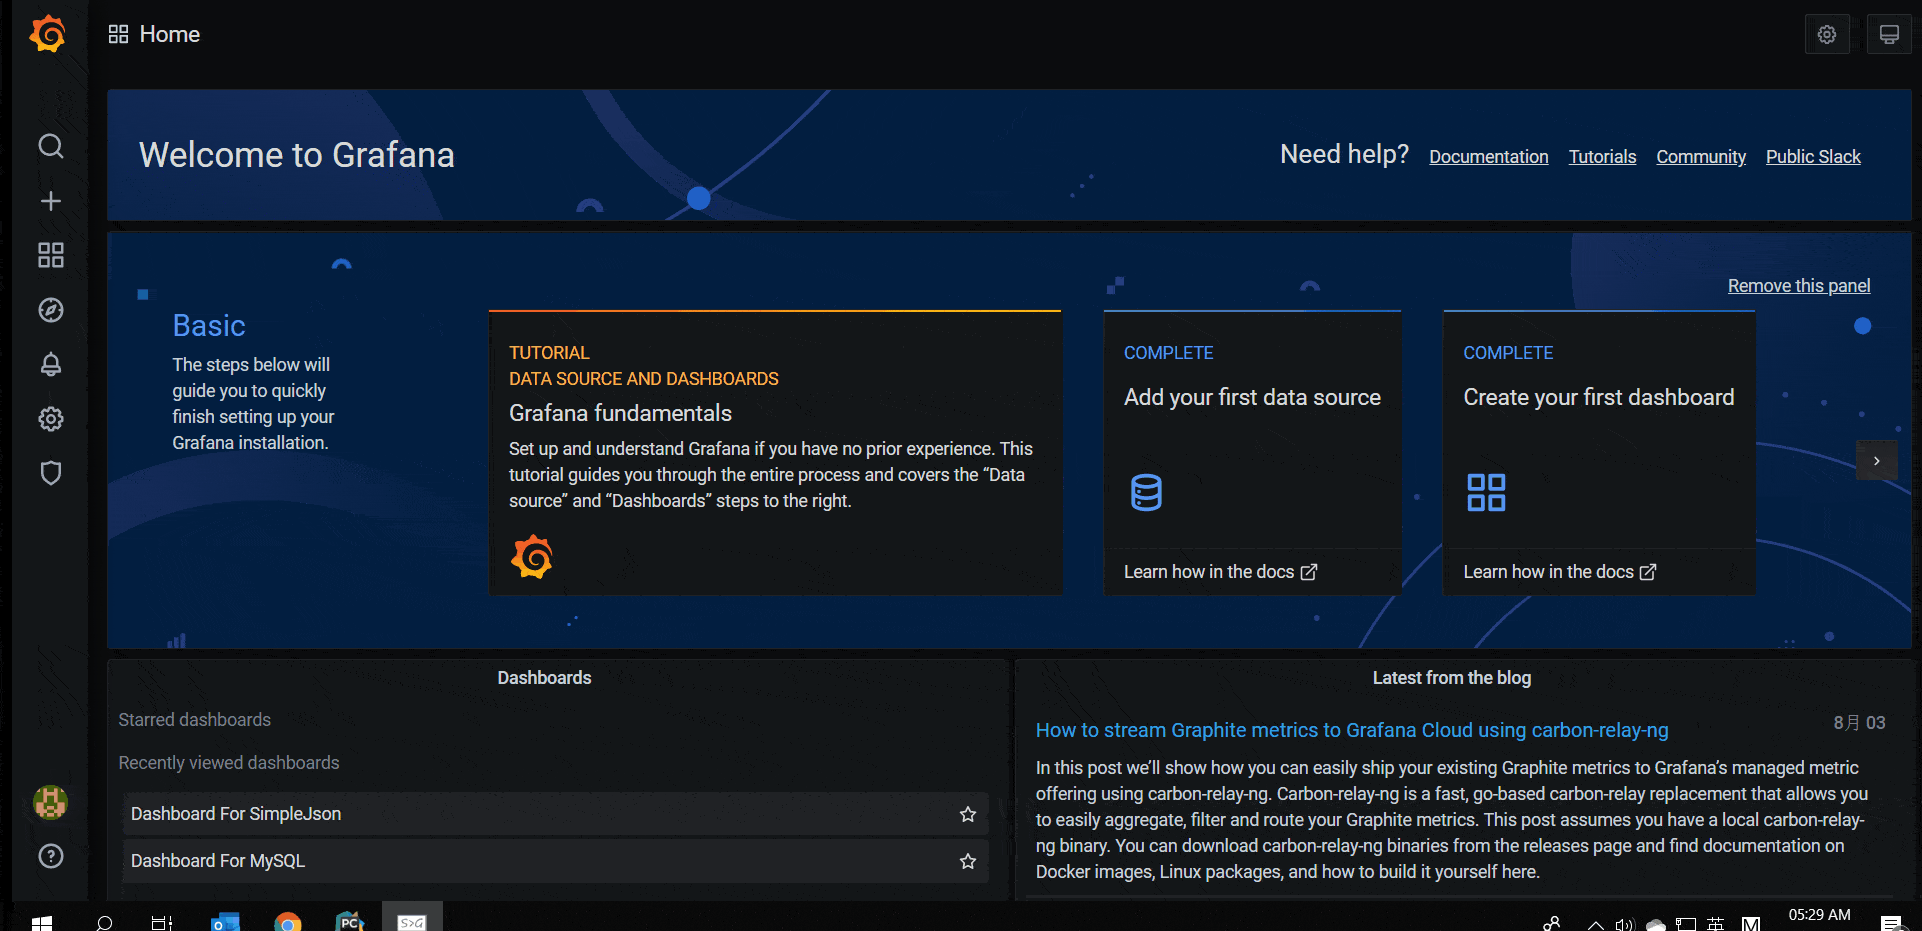 Home
Welcome to Grafana
Need help? Documentation Tutorials Community Public Slack
Remove this panel
Basic
The steps below will
guide you to quickly
finish setting up your
Grafana installation.
TUTORIAL
DATA SOURCE AND DASHBOARDS
Grafana fundamentals
Set up and understand Grafana if you have no prior experience. This
tutorial guides you through the entire process and covers the “Data
source” and “Dashboards” steps to the right.
COMPLETE
Add your first data source
Learn how in the docs
COMPLETE
Create your first dashboard
Learn how in the docs
Dashboards
Starred dashboards
Recently viewed dashboards
Dashboard For SimpleJson
Dashboard For MySQL
Latest from the blog
How to stream Graphite metrics to Grafana Cloud using carbon-relay-ng
8月 03
In this post we’ll show how you can easily ship your existing Graphite metrics to Grafana’s managed metric
offering using carbon-relay-ng. Carbon-relay-ng is a fast, go-based carbon-relay replacement that allows you
to easily aggregate, filter and route your Graphite metrics. This post assumes you have a local carbon-relay-
ng binary. You can download carbon-relay-ng binaries from the releases page and find documentation on
Docker images, Linux packages, and how to build it yourself here.
PC
S>G
英
M
05:29 AM